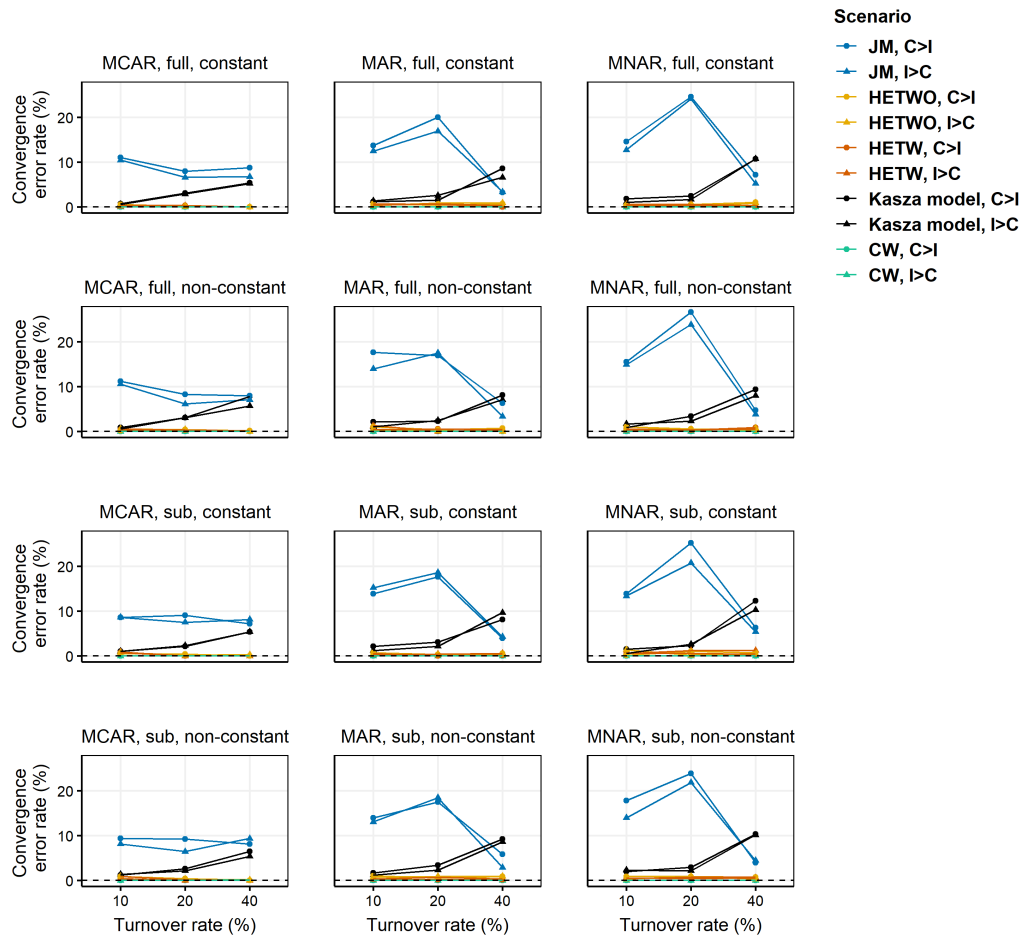 Scenario
JM, C>I
JM, I>C
HETWO, C>I
HETWO, I>C
HETW, C>I
HETW, I>C
Kasza model, C>I
Kasza model, I>C
CW, C>I
CW, I>C
MCAR, full, constant
MAR, full, constant
MNAR, full, constant
Convergence
error rate (%)
20
10
0
MCAR, full, non-constant
MAR, full, non-constant
MNAR, full, non-constant
Convergence
error rate (%)
20
10
0
MCAR, sub, constant
MAR, sub, constant
MNAR, sub, constant
Convergence
error rate (%)
20
10
0
MCAR, sub, non-constant
MAR, sub, non-constant
MNAR, sub, non-constant
Convergence
error rate (%)
20
10
0
10 20 40
10 20 40
10 20 40
Turnover rate (%)
Turnover rate (%)
Turnover rate (%)